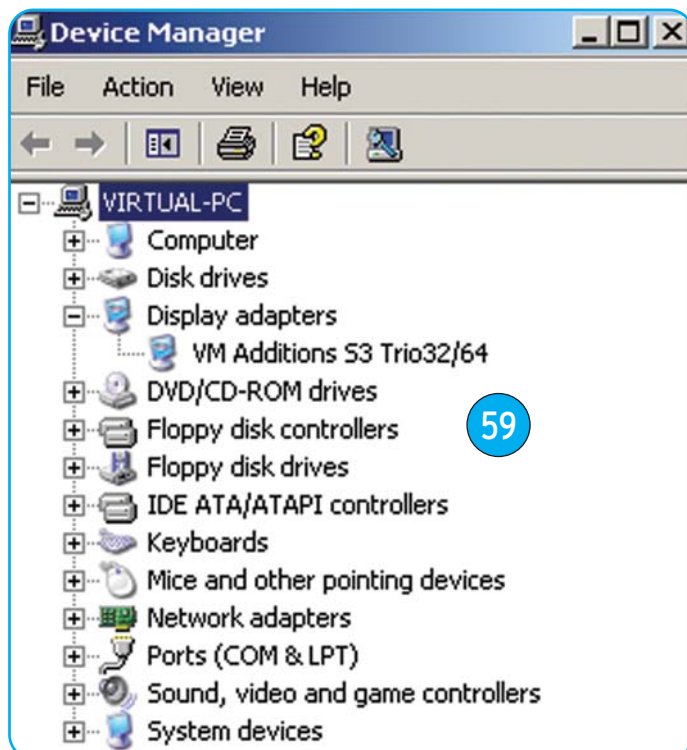 Device Manager
File Action View Help
VIRTUAL-PC
Computer
Disk drives
Display adapters
VM Additions S3 Trio32/64
DVD/CD-ROM drives
Floppy disk controllers
59
Floppy disk drives
IDE ATA/ATAPI controllers
Keyboards
Mice and other pointing devices
Network adapters
Ports (COM & LPT)
Sound, video and game controllers
System devices